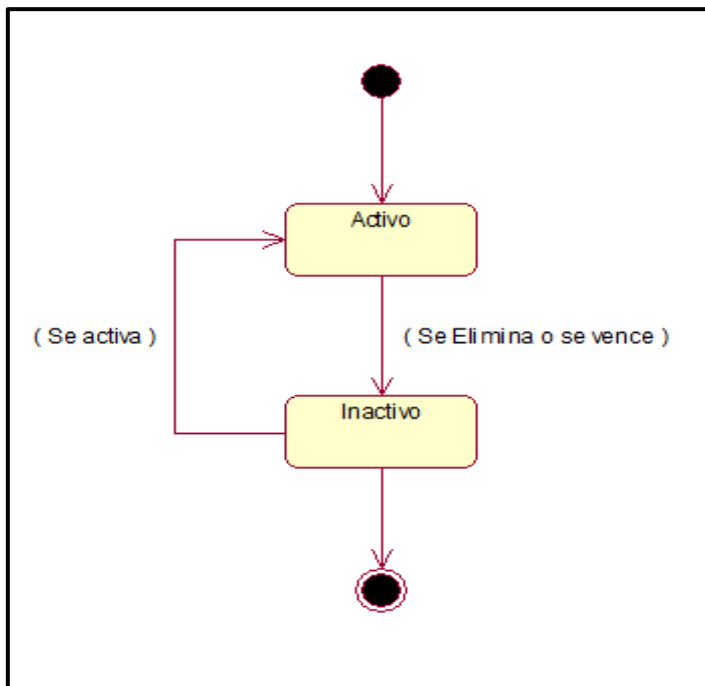 Activo
( Se activa )
( Se Elimina o se vence )
Inactivo